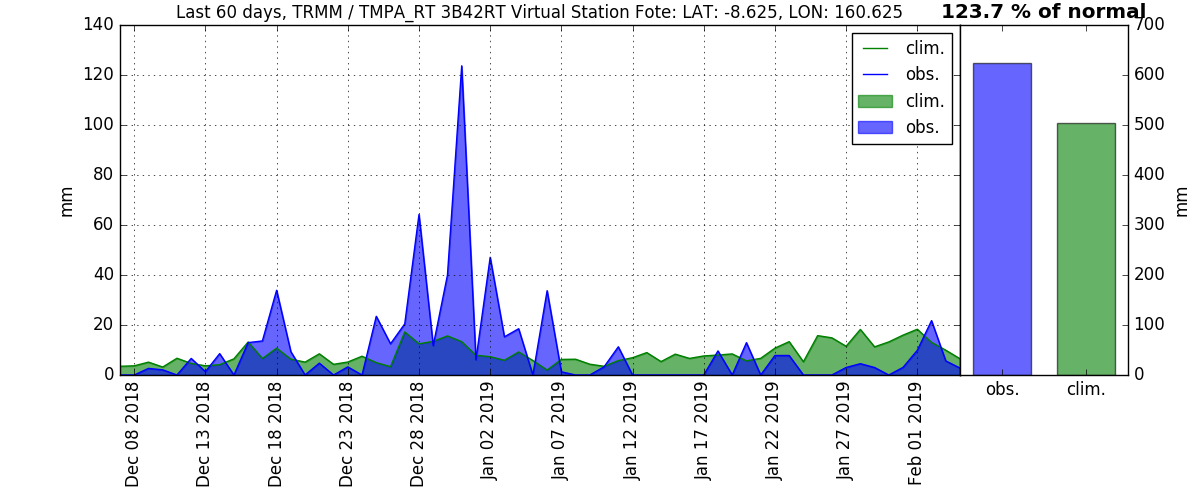 Last 60 days, TRMM / TMPA_RT 3B42RT Virtual Station Fote: LAT: -8.625, LON: 160.625
123.7 % of normal
140
120
100
80
60
40
20
0
mm
clim.
obs.
clim.
obs.
700
600
500
400
300
200
100
0
mm
Dec 08 2018
Dec 13 2018
Dec 18 2018
Dec 23 2018
Dec 28 2018
Jan 02 2019
Jan 07 2019
Jan 12 2019
Jan 17 2019
Jan 22 2019
Jan 27 2019
Feb 01 2019
obs.
clim.